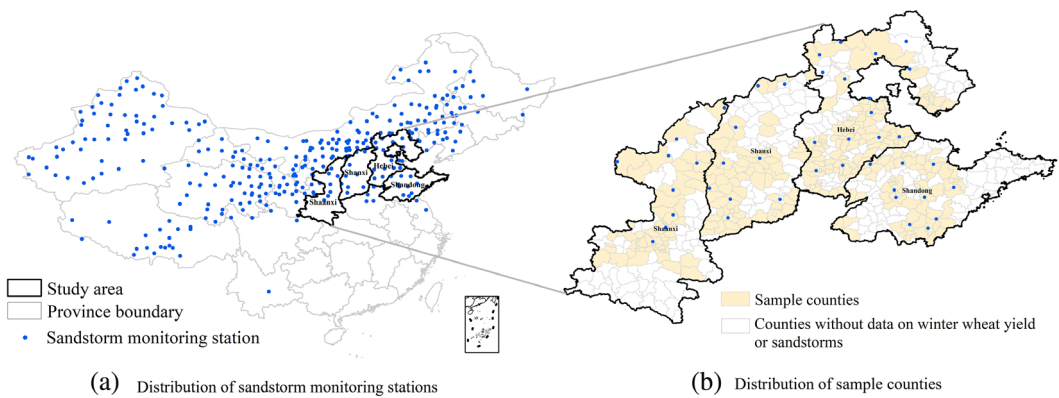 Hebei
Shanxi
Shandong
Shaanxi
Study area
Province boundary
Sandstorm monitoring station
(a) Distribution of sandstorm monitoring stations
Hebei
Shanxi
Shandong
Shaanxi
Sample counties
Counties without data on winter wheat yield
or sandstorms
(b) Distribution of sample counties